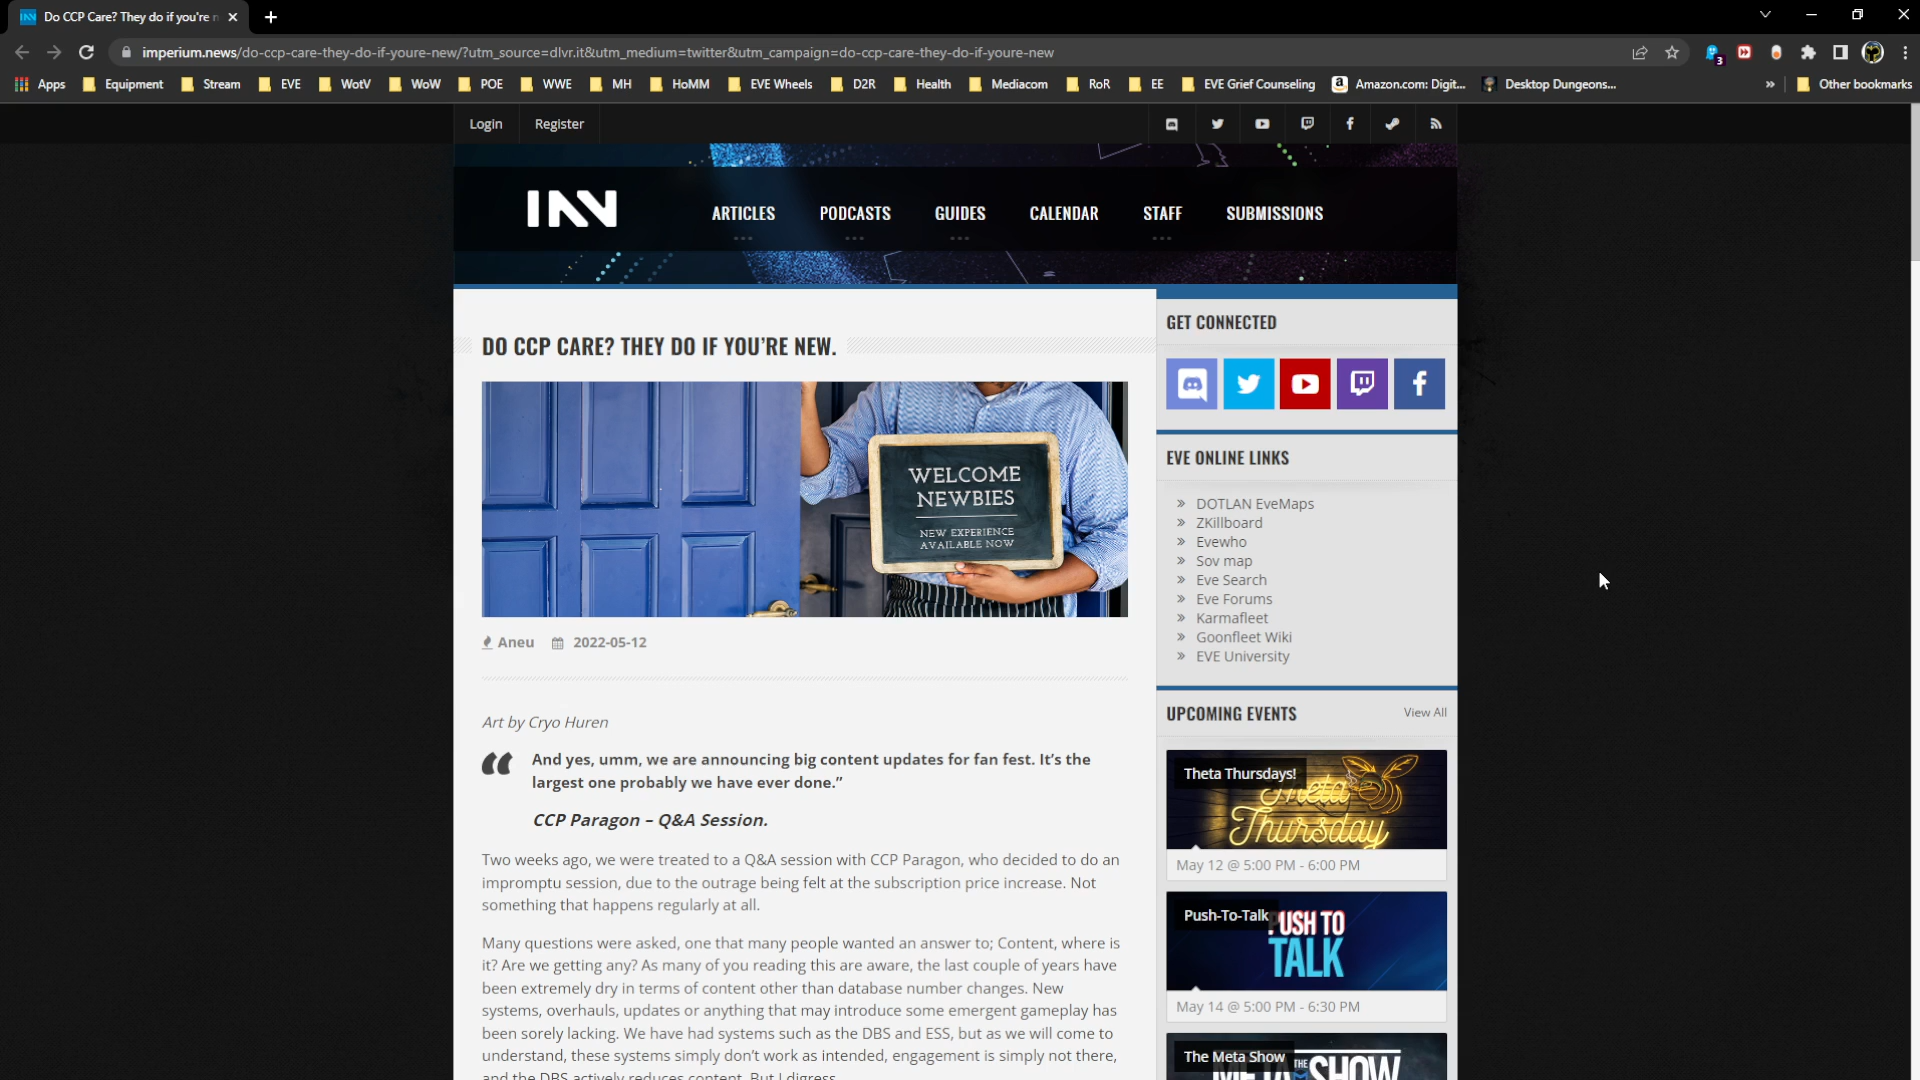 Do CCP Care? They do if you're n
imperium.news/do-ccp-care-they-do-if-youre-new/?utm_source=dlvr.it&utm_medium=twitter&utm_campaign=do-ccp-care-they-do-if-youre-new
3
Apps Equipment Stream EVE WotV WoW POE WWE MH HoMM EVE Wheels D2R Health Mediacom RoR EE EVE Grief Counseling Amazon.com: Digit... Desktop Dungeons... » Other bookmarks
Login Register
INN ARTICLES PODCASTS GUIDES CALENDAR STAFF SUBMISSIONS
DO CCP CARE? THEY DO IF YOU'RE NEW.
WELCOME
NEWBIES
NEW EXPERIENCE
AVAILABLE NOW
Aneu 2022-05-12
Art by Cryo Huren
And yes, umm, we are announcing big content updates for fan fest. It's the
largest one probably we have ever done."
CCP Paragon – Q&A Session.
Two weeks ago, we were treated to a Q&A session with CCP Paragon, who decided to do an
impromptu session, due to the outrage being felt at the subscription price increase. Not
something that happens regularly at all.
Many questions were asked, one that many people wanted an answer to; Content, where is
it? Are we getting any? As many of you reading this are aware, the last couple of years have
been extremely dry in terms of content other than database number changes. New
systems, overhauls, updates or anything that may introduce some emergent gameplay has
been sorely lacking. We have had systems such as the DBS and ESS, but as we will come to
understand, these systems simply don't work as intended, engagement is simply not there,
and the DBS actively reduces content. But I digress.
GET CONNECTED
EVE ONLINE LINKS
» DOTLAN EveMaps
» ZKillboard
» Evewho
» Sov map
» Eve Search
» Eve Forums
» Karmafleet
» Goonfleet Wiki
» EVE University
UPCOMING EVENTS View All
Theta Thursdays!
Theta
Thursday
May 12 @ 5:00 PM - 6:00 PM
Push-To-Talk
PUSH TO
TALK
May 14 @ 5:00 PM - 6:30 PM
The Meta Show
THE
META SHOW